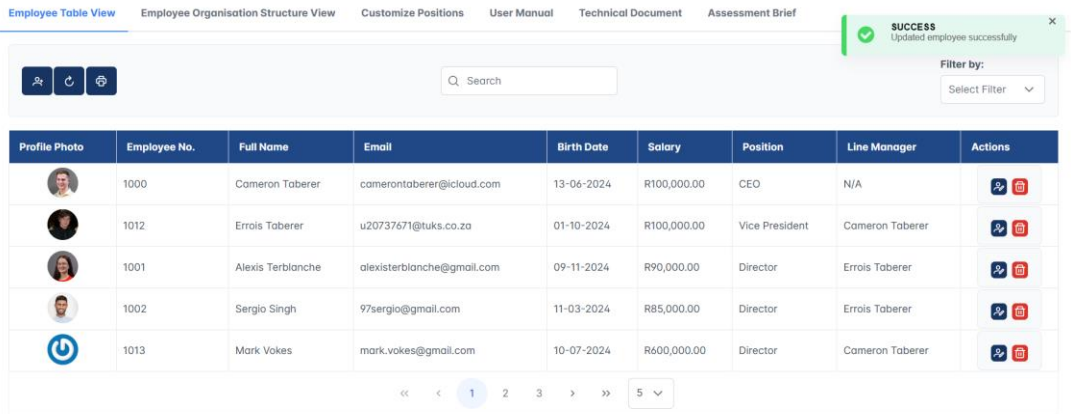 Employee Table View Employee Organisation Structure View Customize Positions User Manual Technical Document Assessment Brief
SUCCESS
Updated employee successfully
Filter by:
Search
Select Filter
Profile Photo Employee No. Full Name Email Birth Date Salary Position Line Manager Actions
1000 Cameron Taberer camerontaberer@icloud.com 13-06-2024 R100,000.00 CEO N/A
1012 Errois Taberer u20737671@tuks.co.za 01-10-2024 R100,000.00 Vice President Cameron Taberer
1001 Alexis Terblanche alexisterblanche@gmail.com 09-11-2024 R90,000.00 Director Errois Taberer
1002 Sergio Singh 97sergio@gmail.com 11-03-2024 R85,000.00 Director Errois Taberer
1013 Mark Vokes mark.vokes@gmail.com 10-07-2024 R600,000.00 Director Cameron Taberer
« ‹ 1 2 3 › » 5